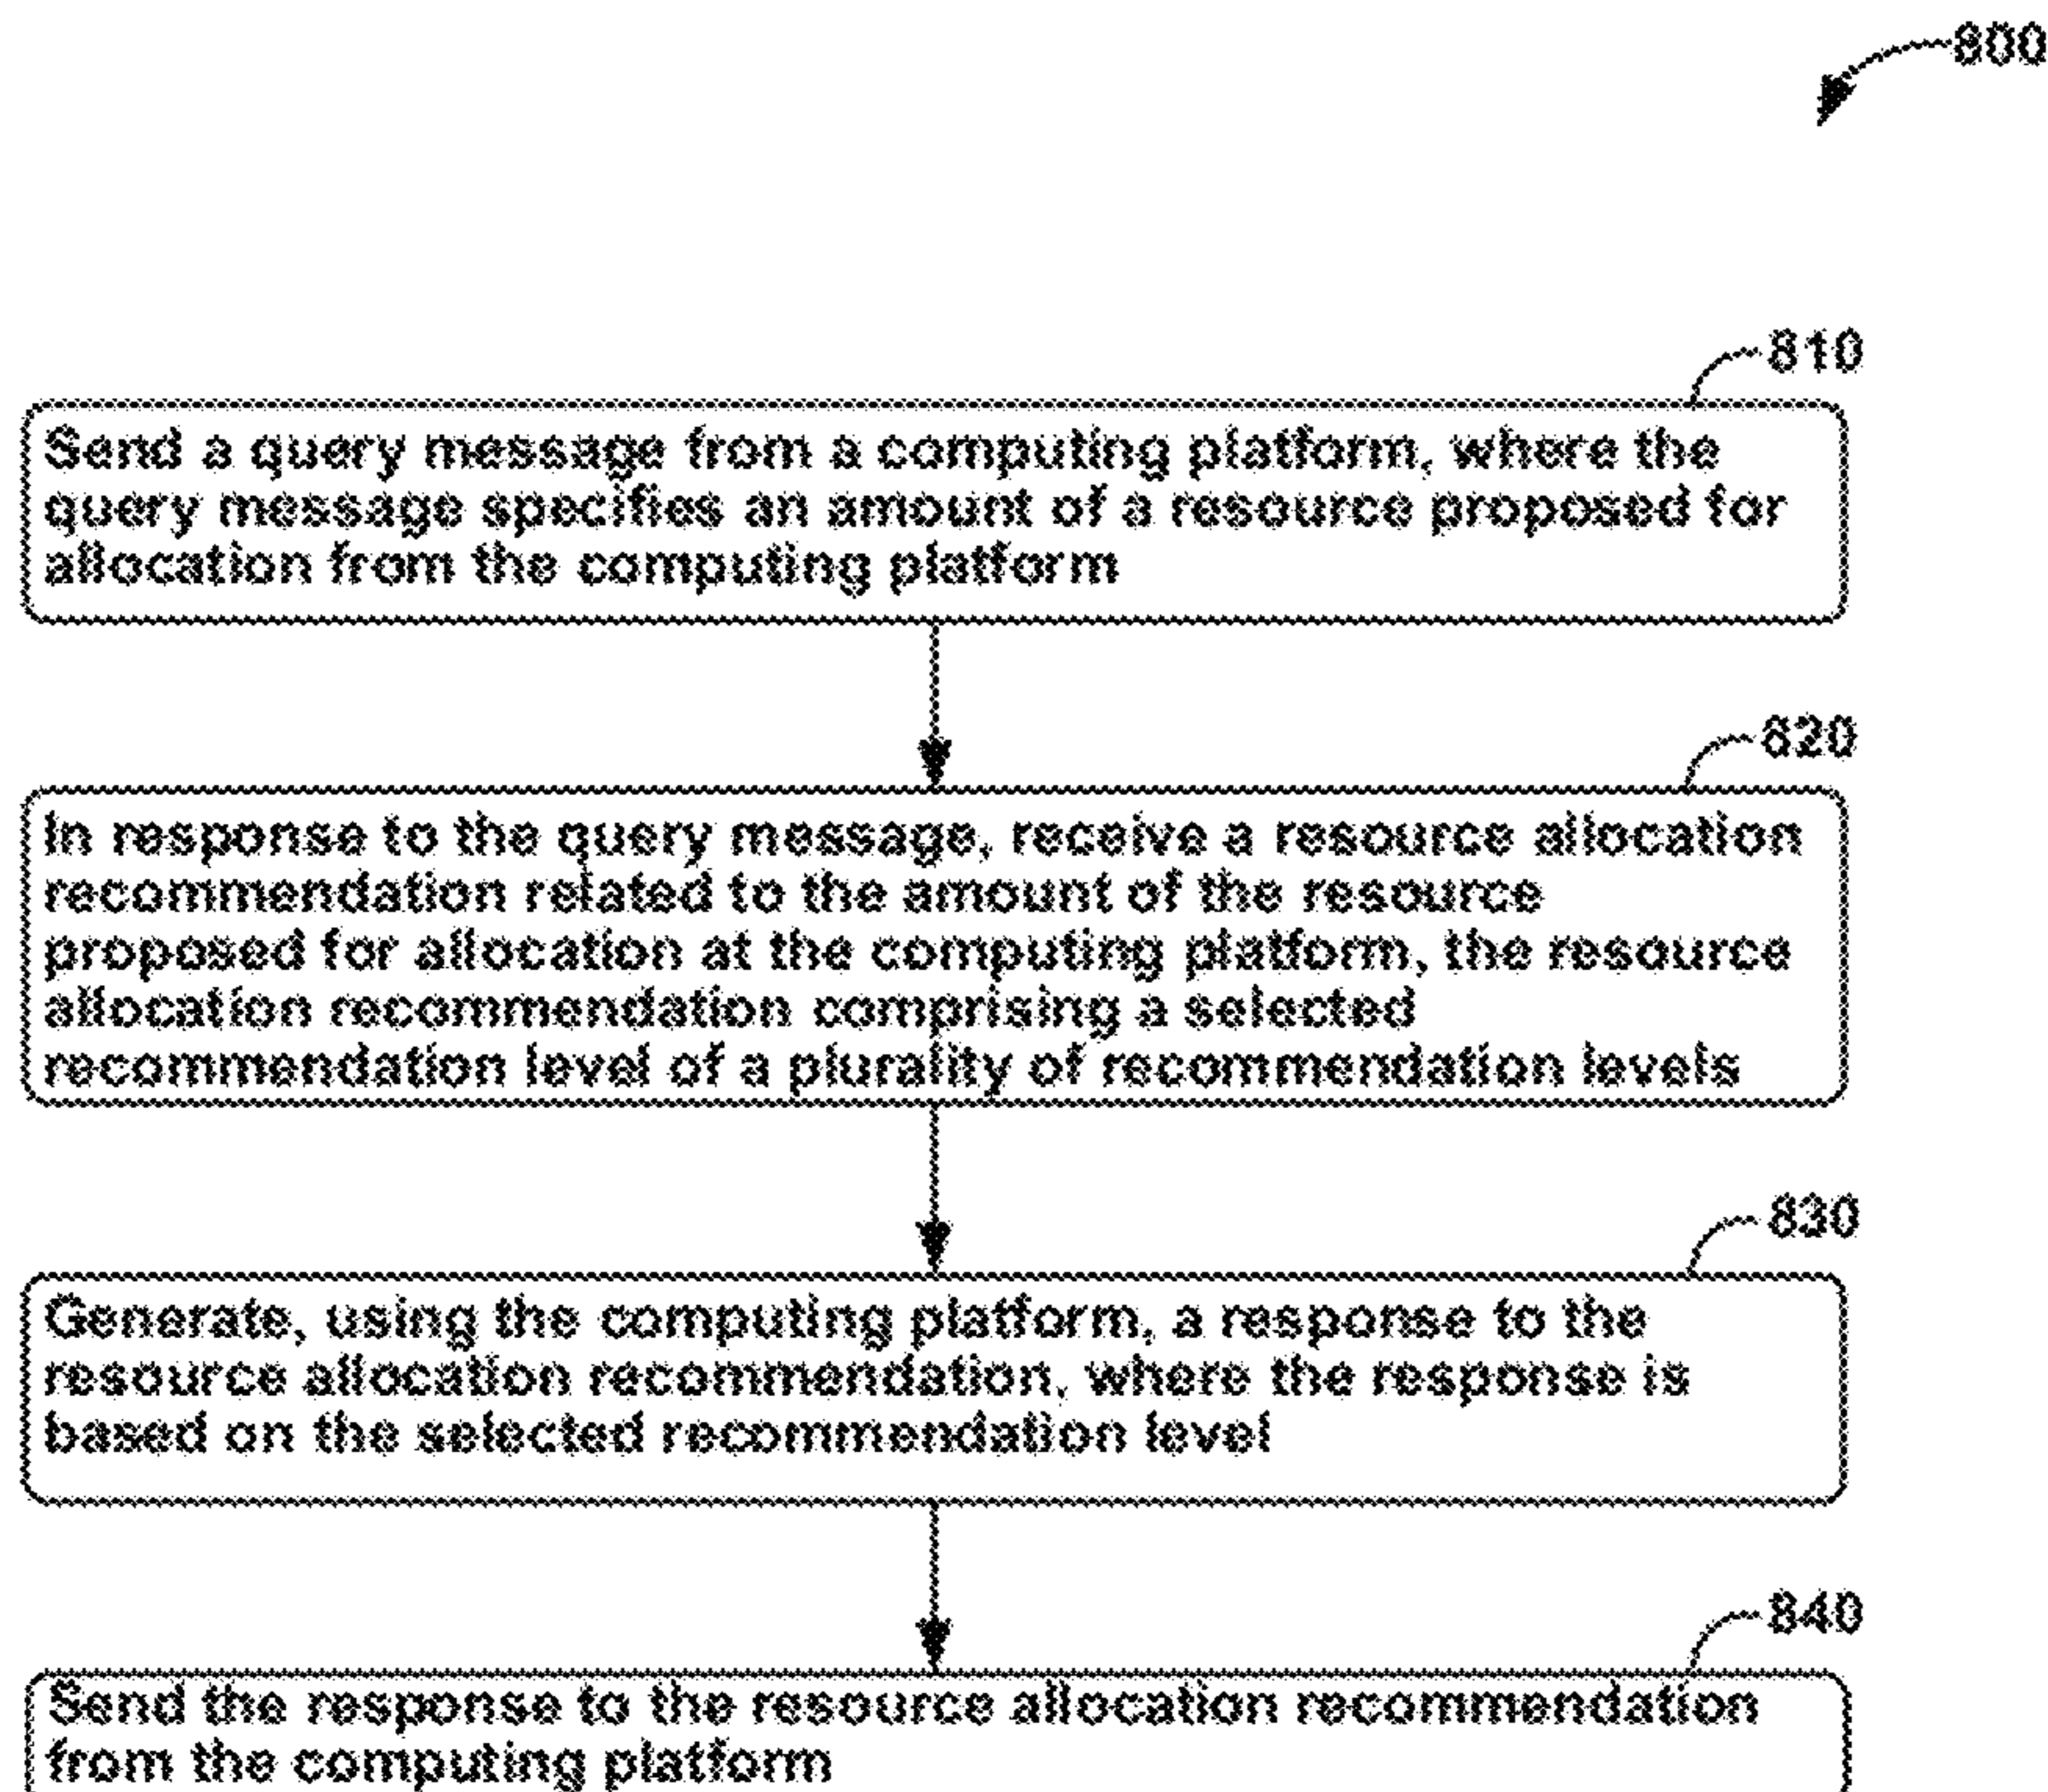 800
810
Send a query message from a computing platform, where the
query message specifies an amount of a resource proposed for
allocation from the computing platform
820
In response to the query message, receive a resource allocation
recommendation related to the amount of the resource
proposed for allocation at the computing platform, the resource
allocation recommendation comprising a selected
recommendation level of a plurality of recommendation levels
830
Generate, using the computing platform, a response to the
resource allocation recommendation, where the response is
based on the selected recommendation level
840
Send the response to the resource allocation recommendation
from the computing platform